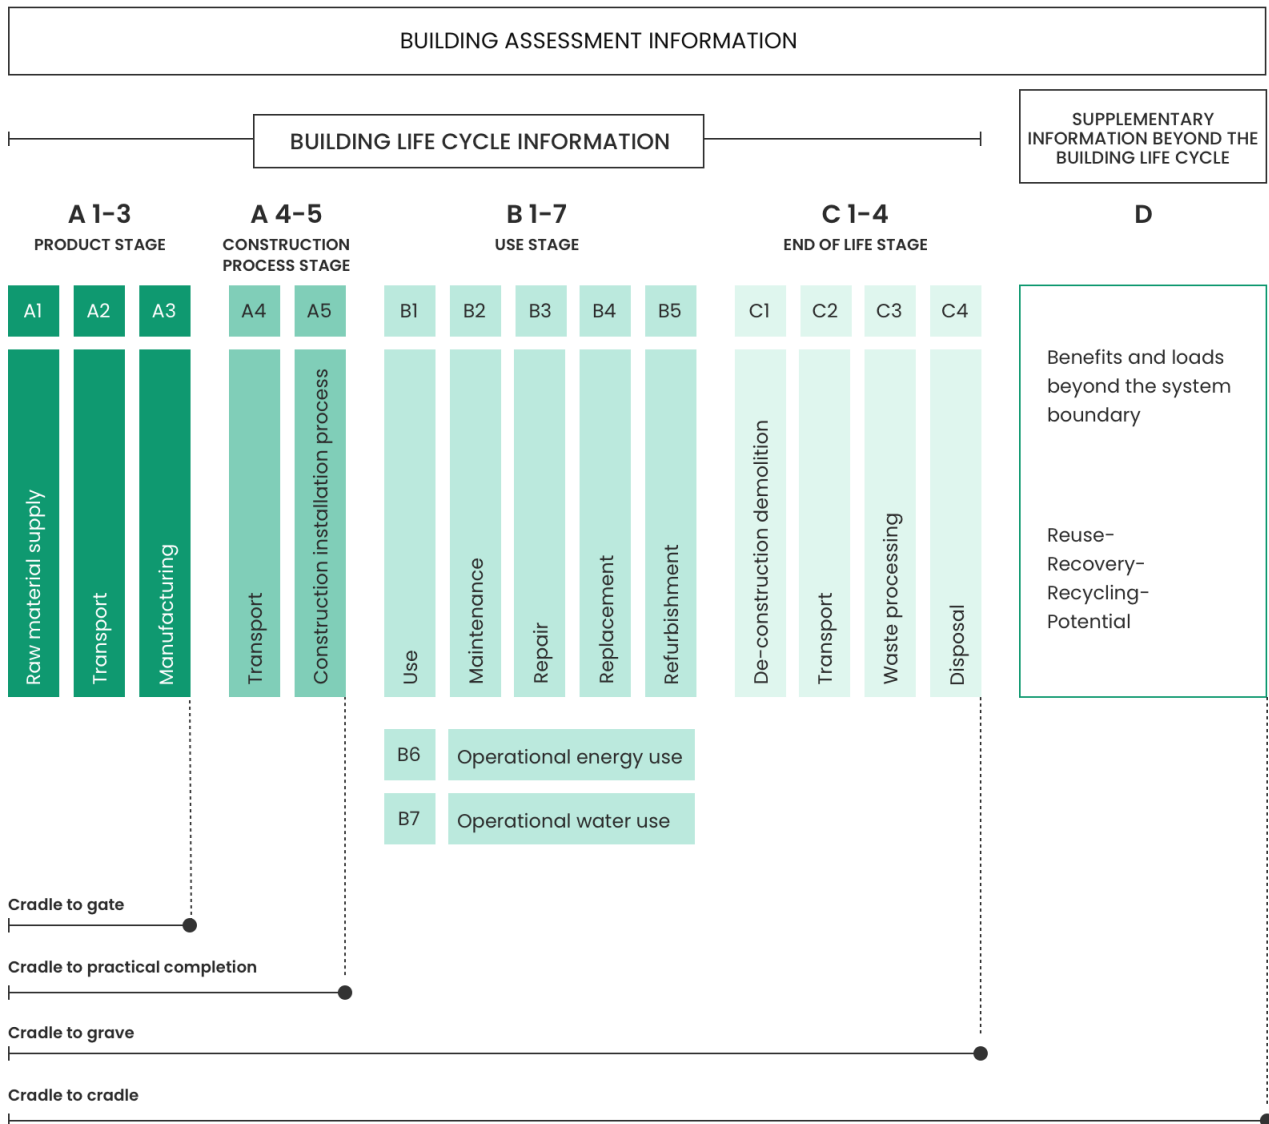 BUILDING ASSESSMENT INFORMATION
BUILDING LIFE CYCLE INFORMATION
SUPPLEMENTARY
INFORMATION BEYOND THE
BUILDING LIFE CYCLE
A 1-3
PRODUCT STAGE
A 4-5
CONSTRUCTION
PROCESS STAGE
B 1-7
USE STAGE
C 1-4
END OF LIFE STAGE
D
A1
A2
A3
A4
A5
B1
B2
B3
B4
B5
C1
C2
C3
C4
Raw material supply
Transport
Manufacturing
Transport
Construction installation process
Use
Maintenance
Repair
Replacement
Refurbishment
De-construction demolition
Transport
Waste processing
Disposal
Benefits and loads
beyond the system
boundary
Reuse-
Recovery-
Recycling-
Potential
B6
Operational energy use
B7
Operational water use
Cradle to gate
Cradle to practical completion
Cradle to grave
Cradle to cradle